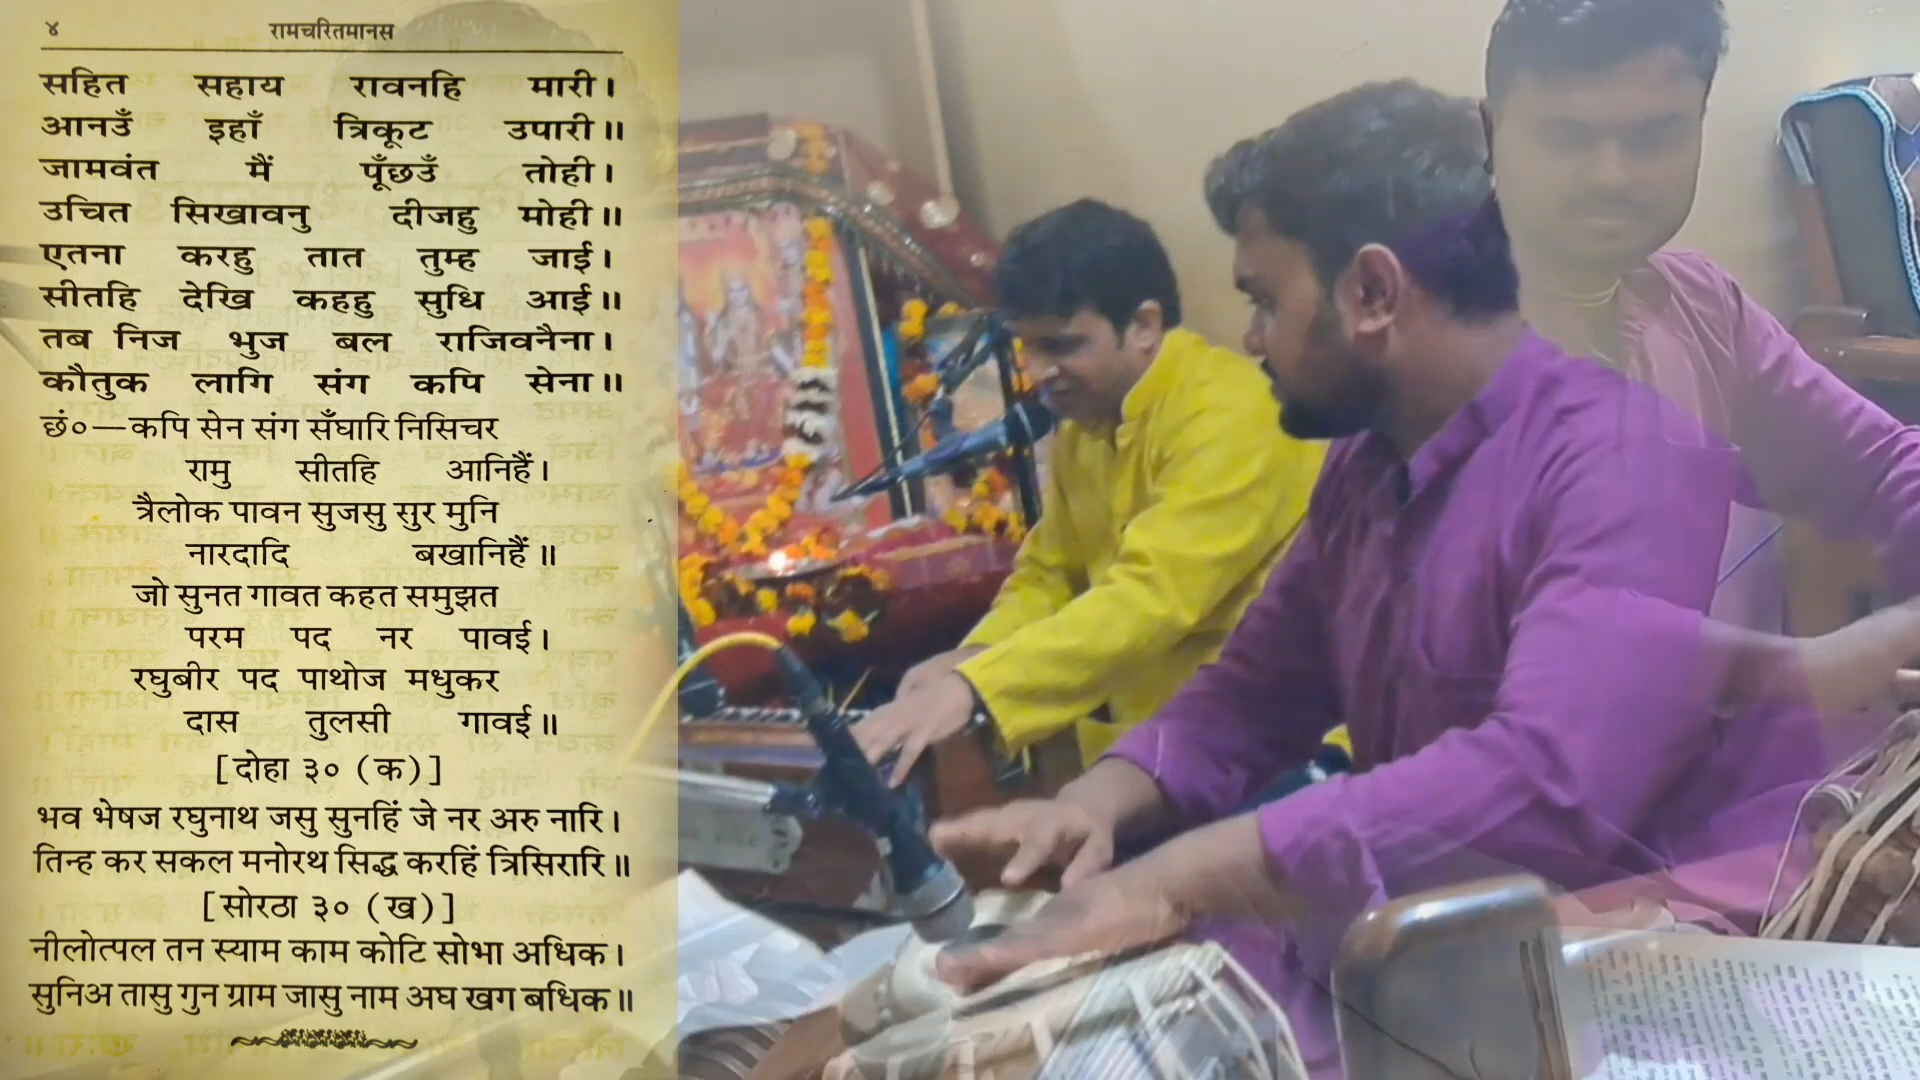 ४ रामचरितमानस
सहित सहाय रावनहि मारी।
आनउँ इहाँ त्रिकूट उपारी॥
जामवंत मैं पूँछउँ तोही।
उचित सिखावनु दीजहु मोही॥
एतना करहु तात तुम्ह जाई।
सीतहि देखि कहहु सुधि आई॥
तब निज भुज बल राजिवनैना।
कौतुक लागि संग कपि सेना॥
छं०—कपि सेन संग सँघारि निसिचर
रामु सीतहि आनिहैं।
त्रैलोक पावन सुजसु सुर मुनि
नारदादि बखानिहैं॥
जो सुनत गावत कहत समुझत
परम पद नर पावई।
रघुबीर पद पाथोज मधुकर
दास तुलसी गावई॥
[दोहा ३० (क)]
भव भेषज रघुनाथ जसु सुनहिं जे नर अरु नारि।
तिन्ह कर सकल मनोरथ सिद्ध करहिं त्रिसिरारि॥
[सोरठा ३० (ख)]
नीलोत्पल तन स्याम काम कोटि सोभा अधिक।
सुनिअ तासु गुन ग्राम जासु नाम अघ खग बधिक॥